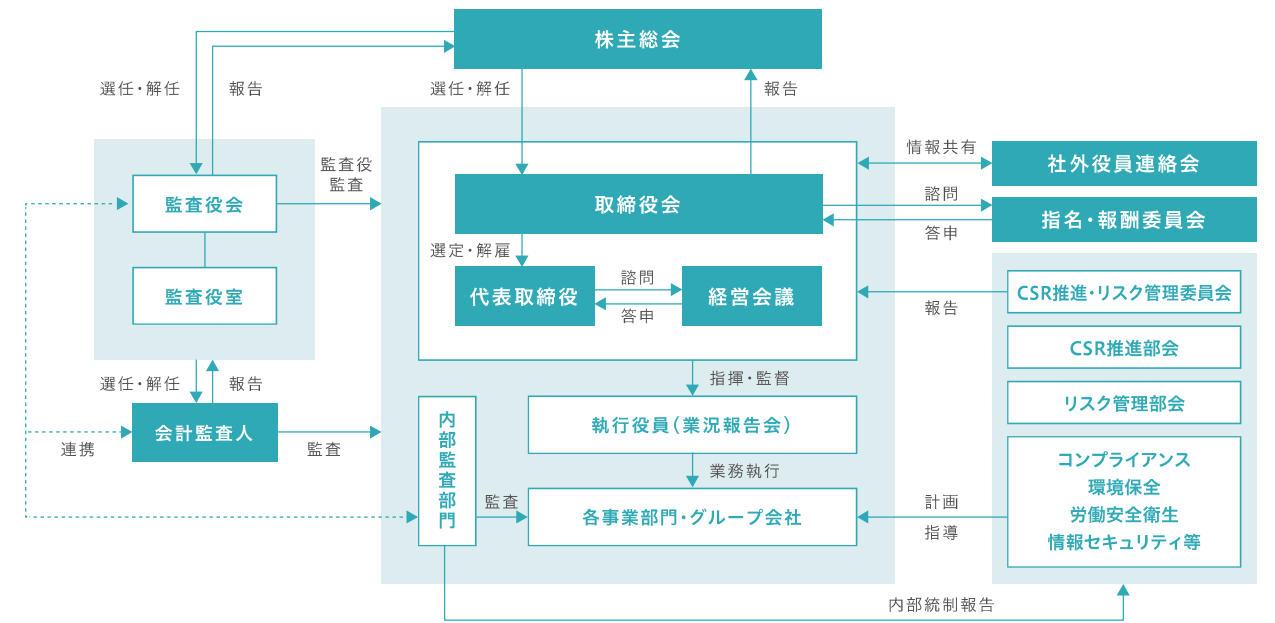 株主総会
選任・解任
報告
選任・解任
報告
監査役
監査
情報共有
社外役員連絡会
監査役会
取締役会
諮問
答申
指名・報酬委員会
選定・解雇
監査役室
代表取締役
諮問
答申
経営会議
報告
CSR推進・リスク管理委員会
CSR推進部会
リスク管理部会
選任・解任
報告
指揮・監督
会計監査人
連携
監査
内部監査部門
執行役員（業況報告会）
業務執行
監査
各事業部門・グループ会社
計画
指導
コンプライアンス
環境保全
労働安全衛生
情報セキュリティ等
内部統制報告